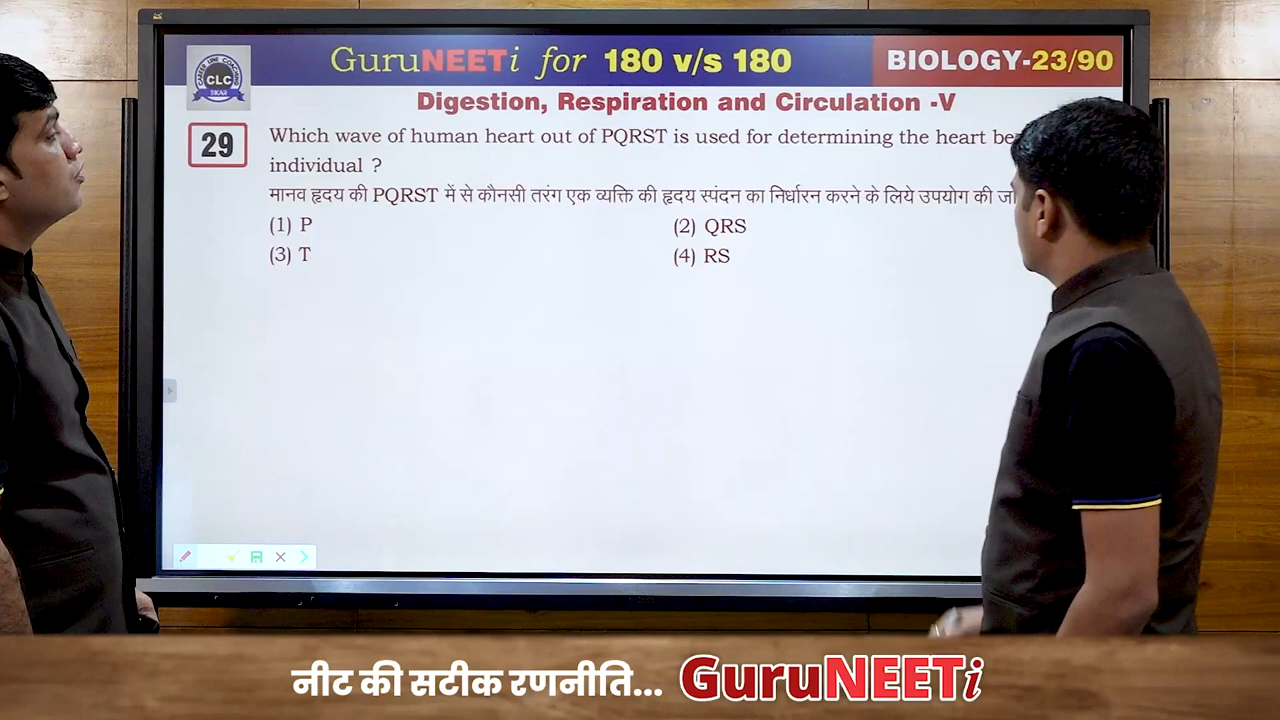 GuruNEETi for 180 v/s 180
BIOLOGY-23/90
CLC
SIKAR
Digestion, Respiration and Circulation -V
29
Which wave of human heart out of PQRST is used for determining the heart
individual ?
मानव हृदय की PQRST में से कौनसी तरंग एक व्यक्ति की हृदय स्पंदन का निर्धारन करने के लिये उपयोग की
(1) P
(2) QRS
(3) T
(4) RS
नीट की सटीक रणनीति... GuruNEETi